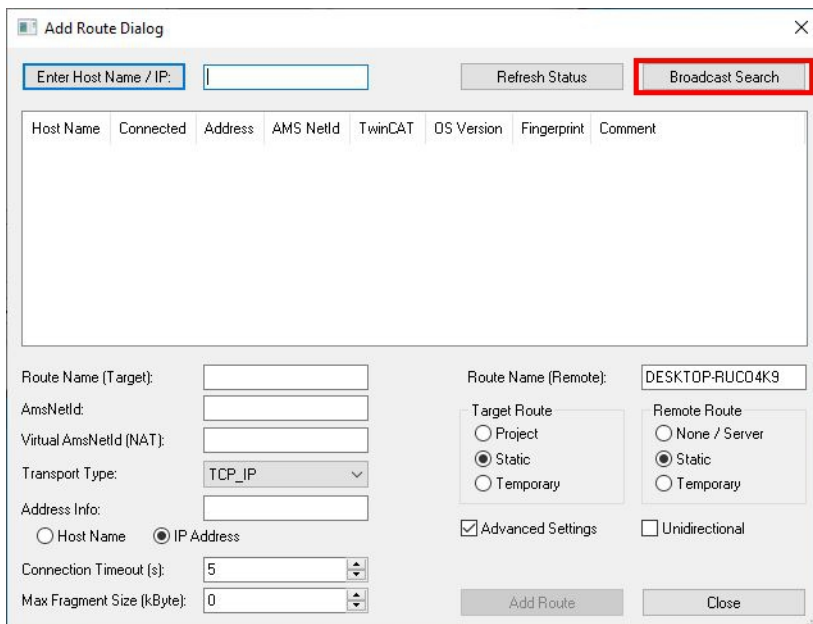 Add Route Dialog
Enter Host Name / IP: Refresh Status Broadcast Search
Host Name Connected Address AMS NetId TwinCAT OS Version Fingerprint Comment
Route Name (Target): Route Name (Remote): DESKTOP-RUCO4K9
AmsNetId: Target Route Remote Route
Virtual AmsNetId (NAT): Project None / Server
Transport Type: TCP_IP Static Static
Temporary Temporary
Address Info:
Host Name IP Address Advanced Settings Unidirectional
Connection Timeout (s): 5
Max Fragment Size (kByte): 0 Add Route Close